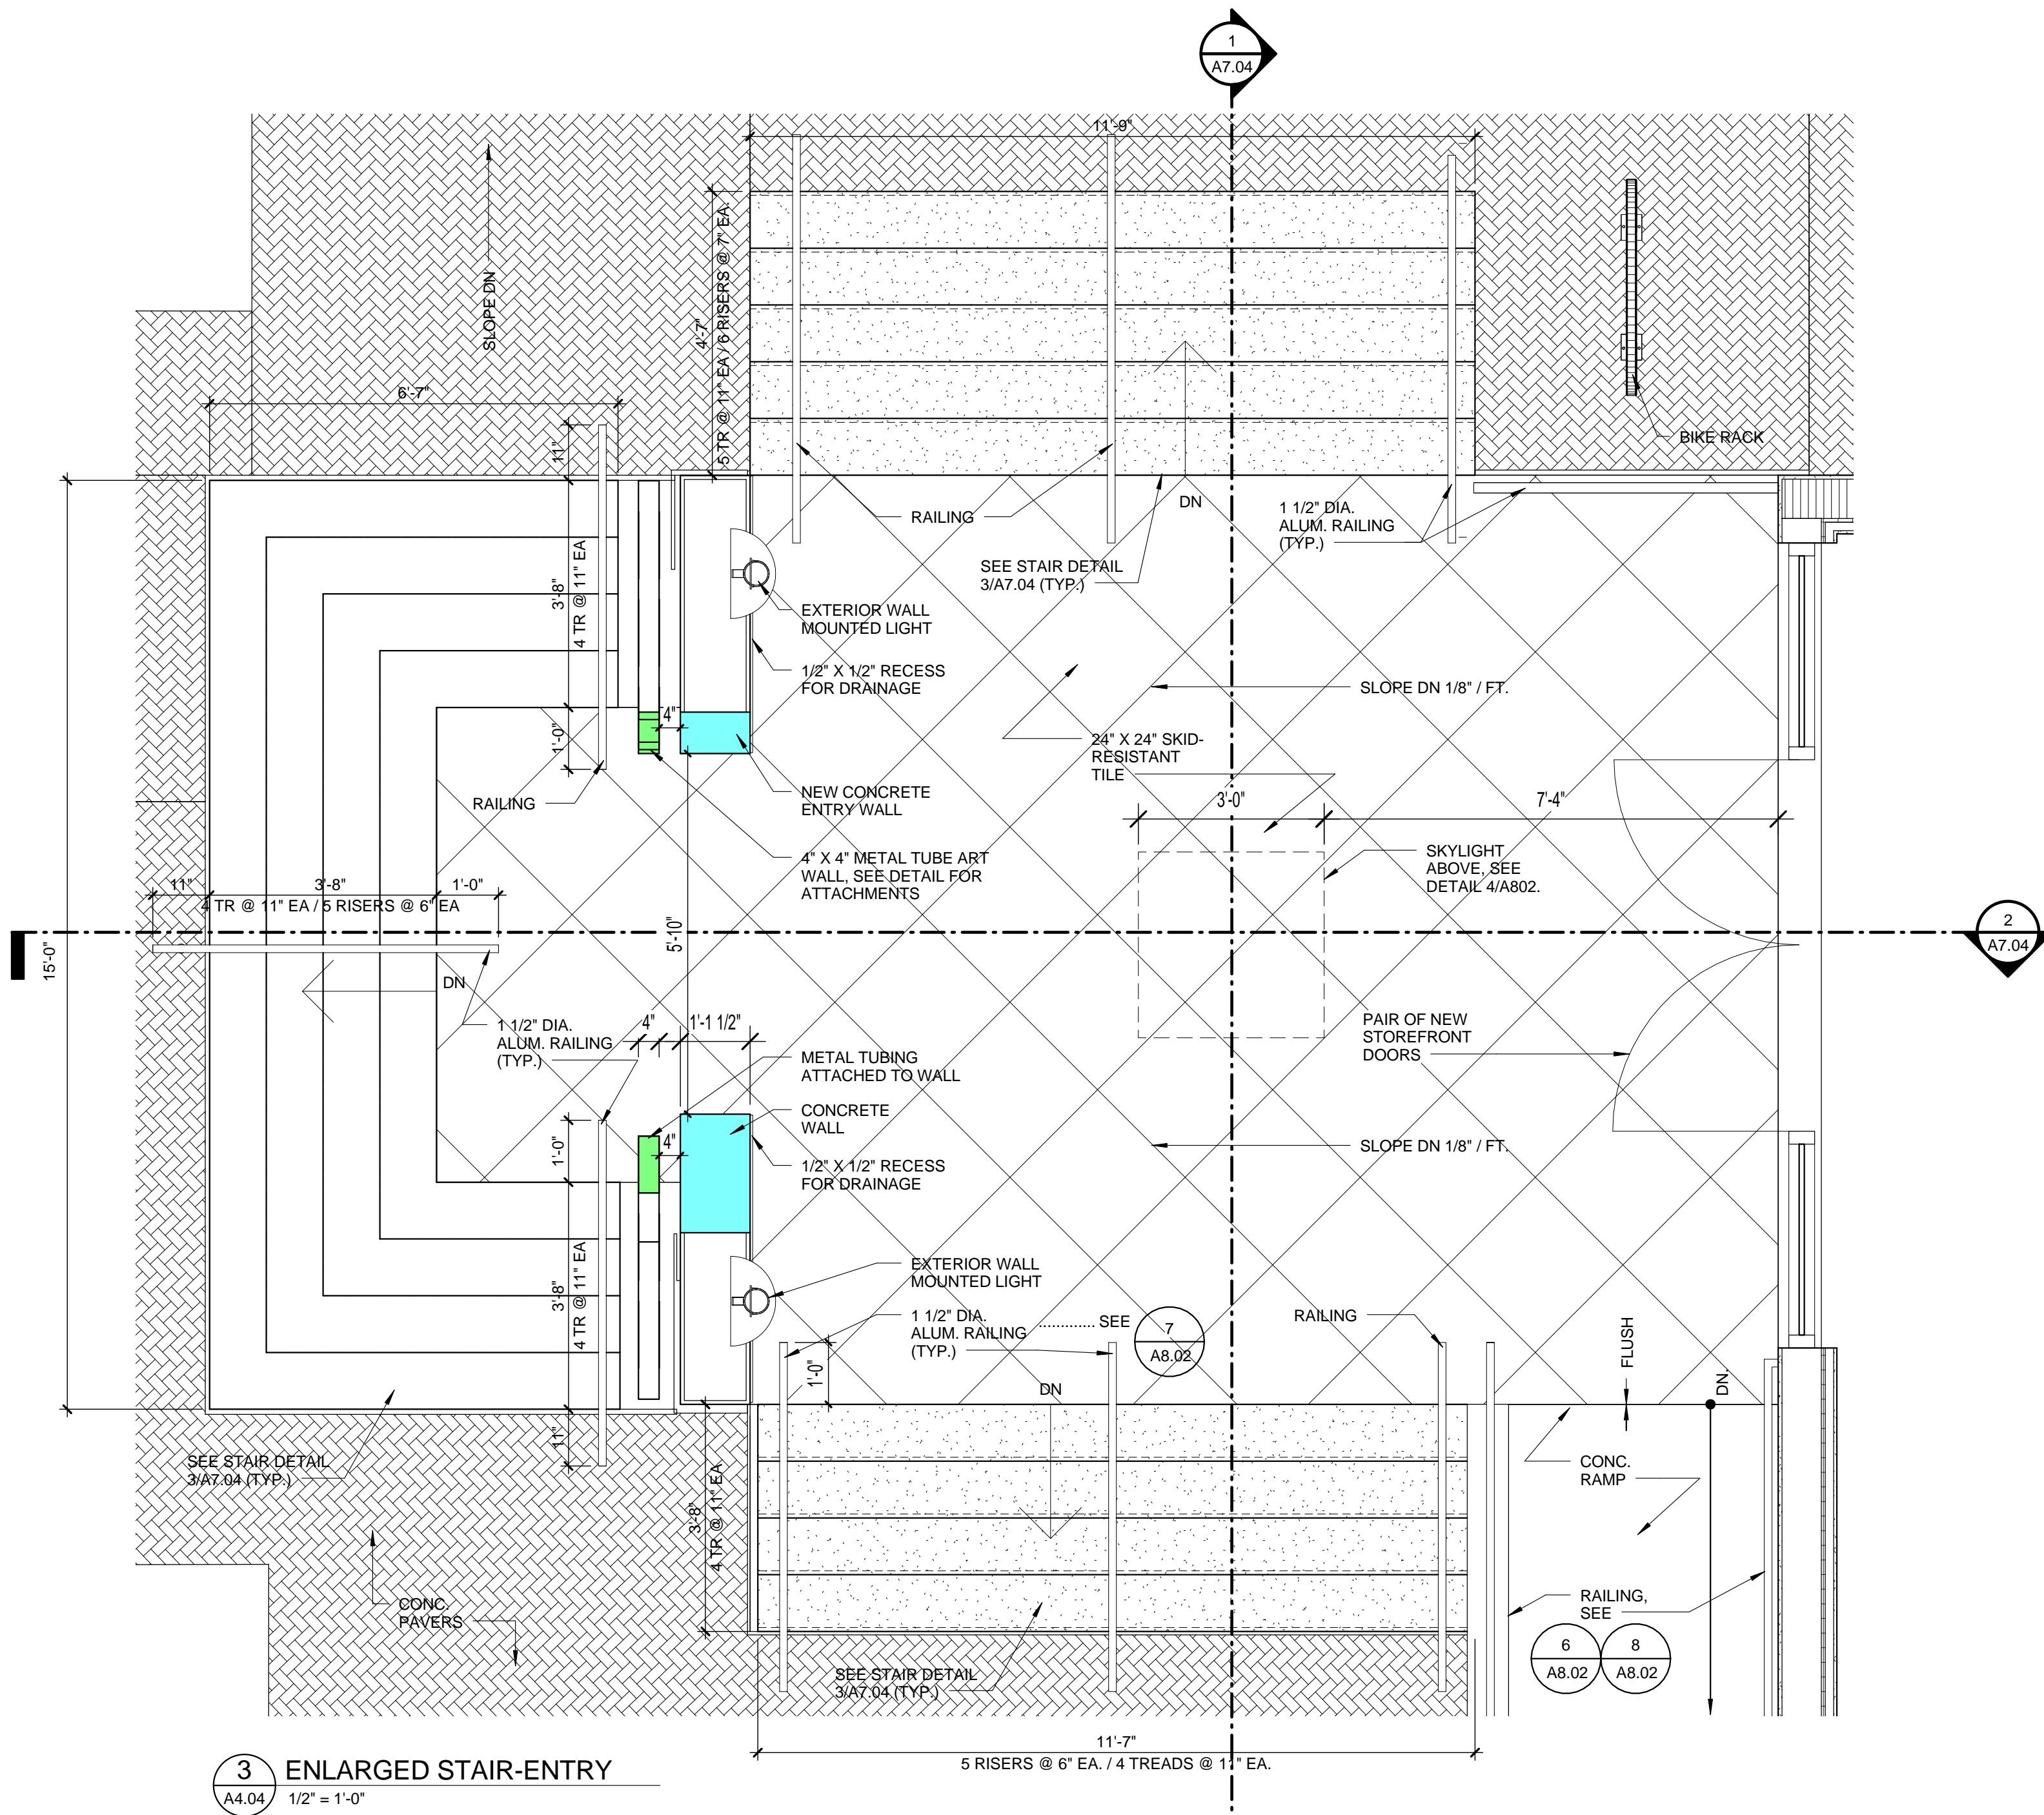 1
A7.04
11'-9"
SLOPE DN
4'-7"
5 TR @ 11" EA / 6 RISERS @ 7" EA.
6'-7"
11"
BIKE RACK
RAILING
DN
1 1/2" DIA.
ALUM. RAILING
(TYP.)
SEE STAIR DETAIL
3/A7.04 (TYP.)
3'-8"
4 TR @ 11" EA
EXTERIOR WALL
MOUNTED LIGHT
1/2" X 1/2" RECESS
FOR DRAINAGE
SLOPE DN 1/8" / FT.
4"
1'-0"
24" X 24" SKID-
RESISTANT
TILE
RAILING
NEW CONCRETE
ENTRY WALL
3'-0"
7'-4"
4" X 4" METAL TUBE ART
WALL, SEE DETAIL FOR
ATTACHMENTS
SKYLIGHT
ABOVE, SEE
DETAIL 4/A802.
11"
3'-8"
1'-0"
4 TR @ 11" EA / 5 RISERS @ 6" EA
15'-0"
5'-10"
2
A7.04
DN
1 1/2" DIA.
ALUM. RAILING
(TYP.)
4"
1'-1 1/2"
PAIR OF NEW
STOREFRONT
DOORS
METAL TUBING
ATTACHED TO WALL
CONCRETE
WALL
4"
1'-0"
1/2" X 1/2" RECESS
FOR DRAINAGE
SLOPE DN 1/8" / FT.
3'-8"
4 TR @ 11" EA
EXTERIOR WALL
MOUNTED LIGHT
1 1/2" DIA.
ALUM. RAILING
(TYP.)
............ SEE
7
A8.02
RAILING
FLUSH
DN.
1'-0"
DN
11"
SEE STAIR DETAIL
3/A7.04 (TYP.)
CONC.
RAMP
3'-8"
4 TR @ 11" EA
CONC.
PAVERS
RAILING,
SEE
6
A8.02
8
A8.02
SEE STAIR DETAIL
3/A7.04 (TYP.)
11'-7"
5 RISERS @ 6" EA. / 4 TREADS @ 11" EA.
3
A4.04
ENLARGED STAIR-ENTRY
1/2" = 1'-0"